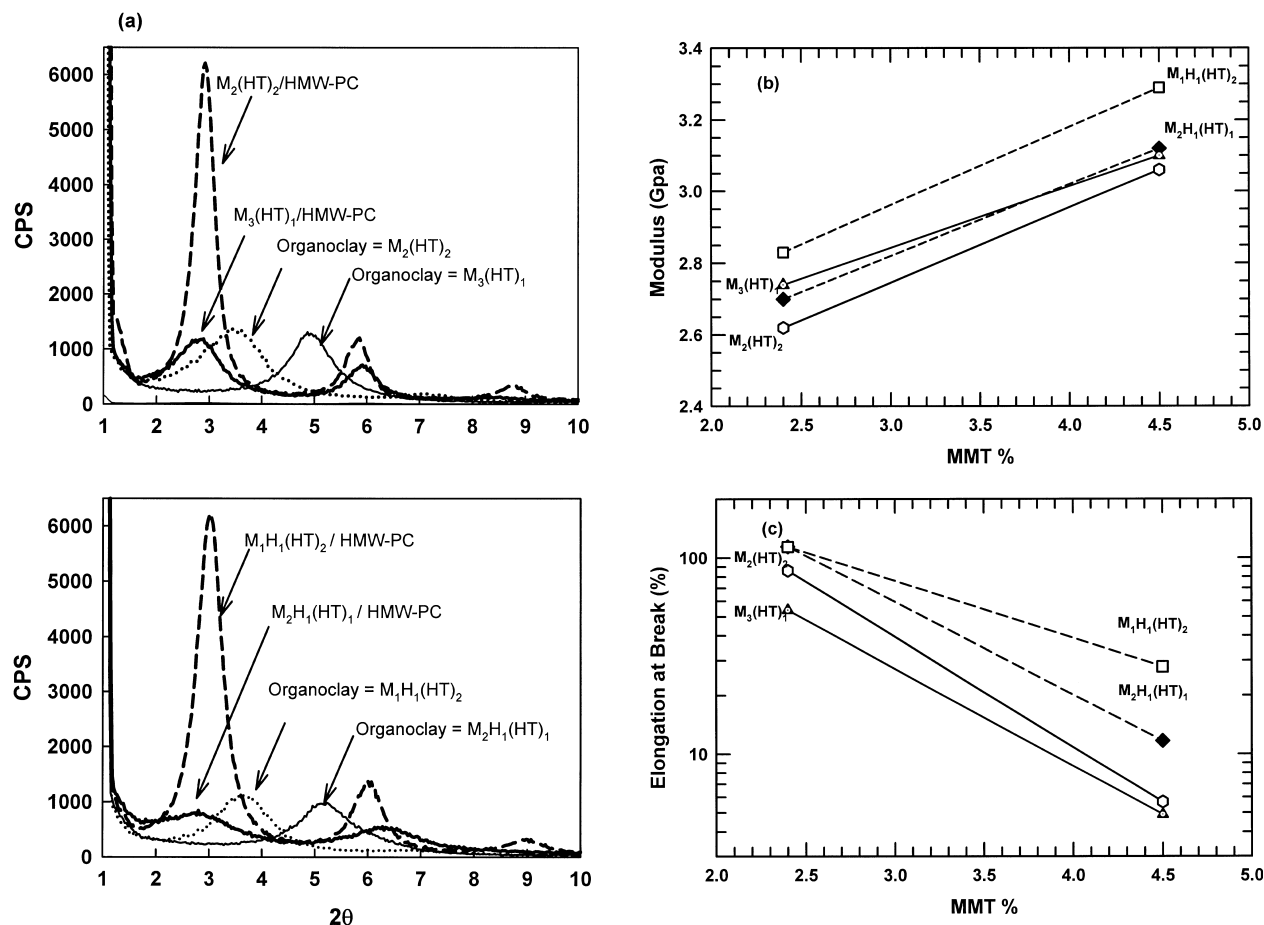 (a)
6000
5000
4000
3000
2000
1000
0
CPS
M₂(HT)₂/HMW-PC
M₃(HT)₁/HMW-PC
Organoclay = M₂(HT)₂
Organoclay = M₃(HT)₁
1 2 3 4 5 6 7 8 9 10
(b)
3.4
3.2
3.0
2.8
2.6
2.4
Modulus (Gpa)
M₁H₁(HT)₂
M₂H₁(HT)₁
M₃(HT)₁
M₂(HT)₂
2.0 2.5 3.0 3.5 4.0 4.5 5.0
MMT %
6000
5000
4000
3000
2000
1000
0
CPS
M₁H₁(HT)₂ / HMW-PC
M₂H₁(HT)₁ / HMW-PC
Organoclay = M₁H₁(HT)₂
Organoclay = M₂H₁(HT)₁
1 2 3 4 5 6 7 8 9 10
2θ
(c)
100
10
Elongation at Break (%)
M₂(HT)₂
M₃(HT)₁
M₁H₁(HT)₂
M₂H₁(HT)₁
2.0 2.5 3.0 3.5 4.0 4.5 5.0
MMT %